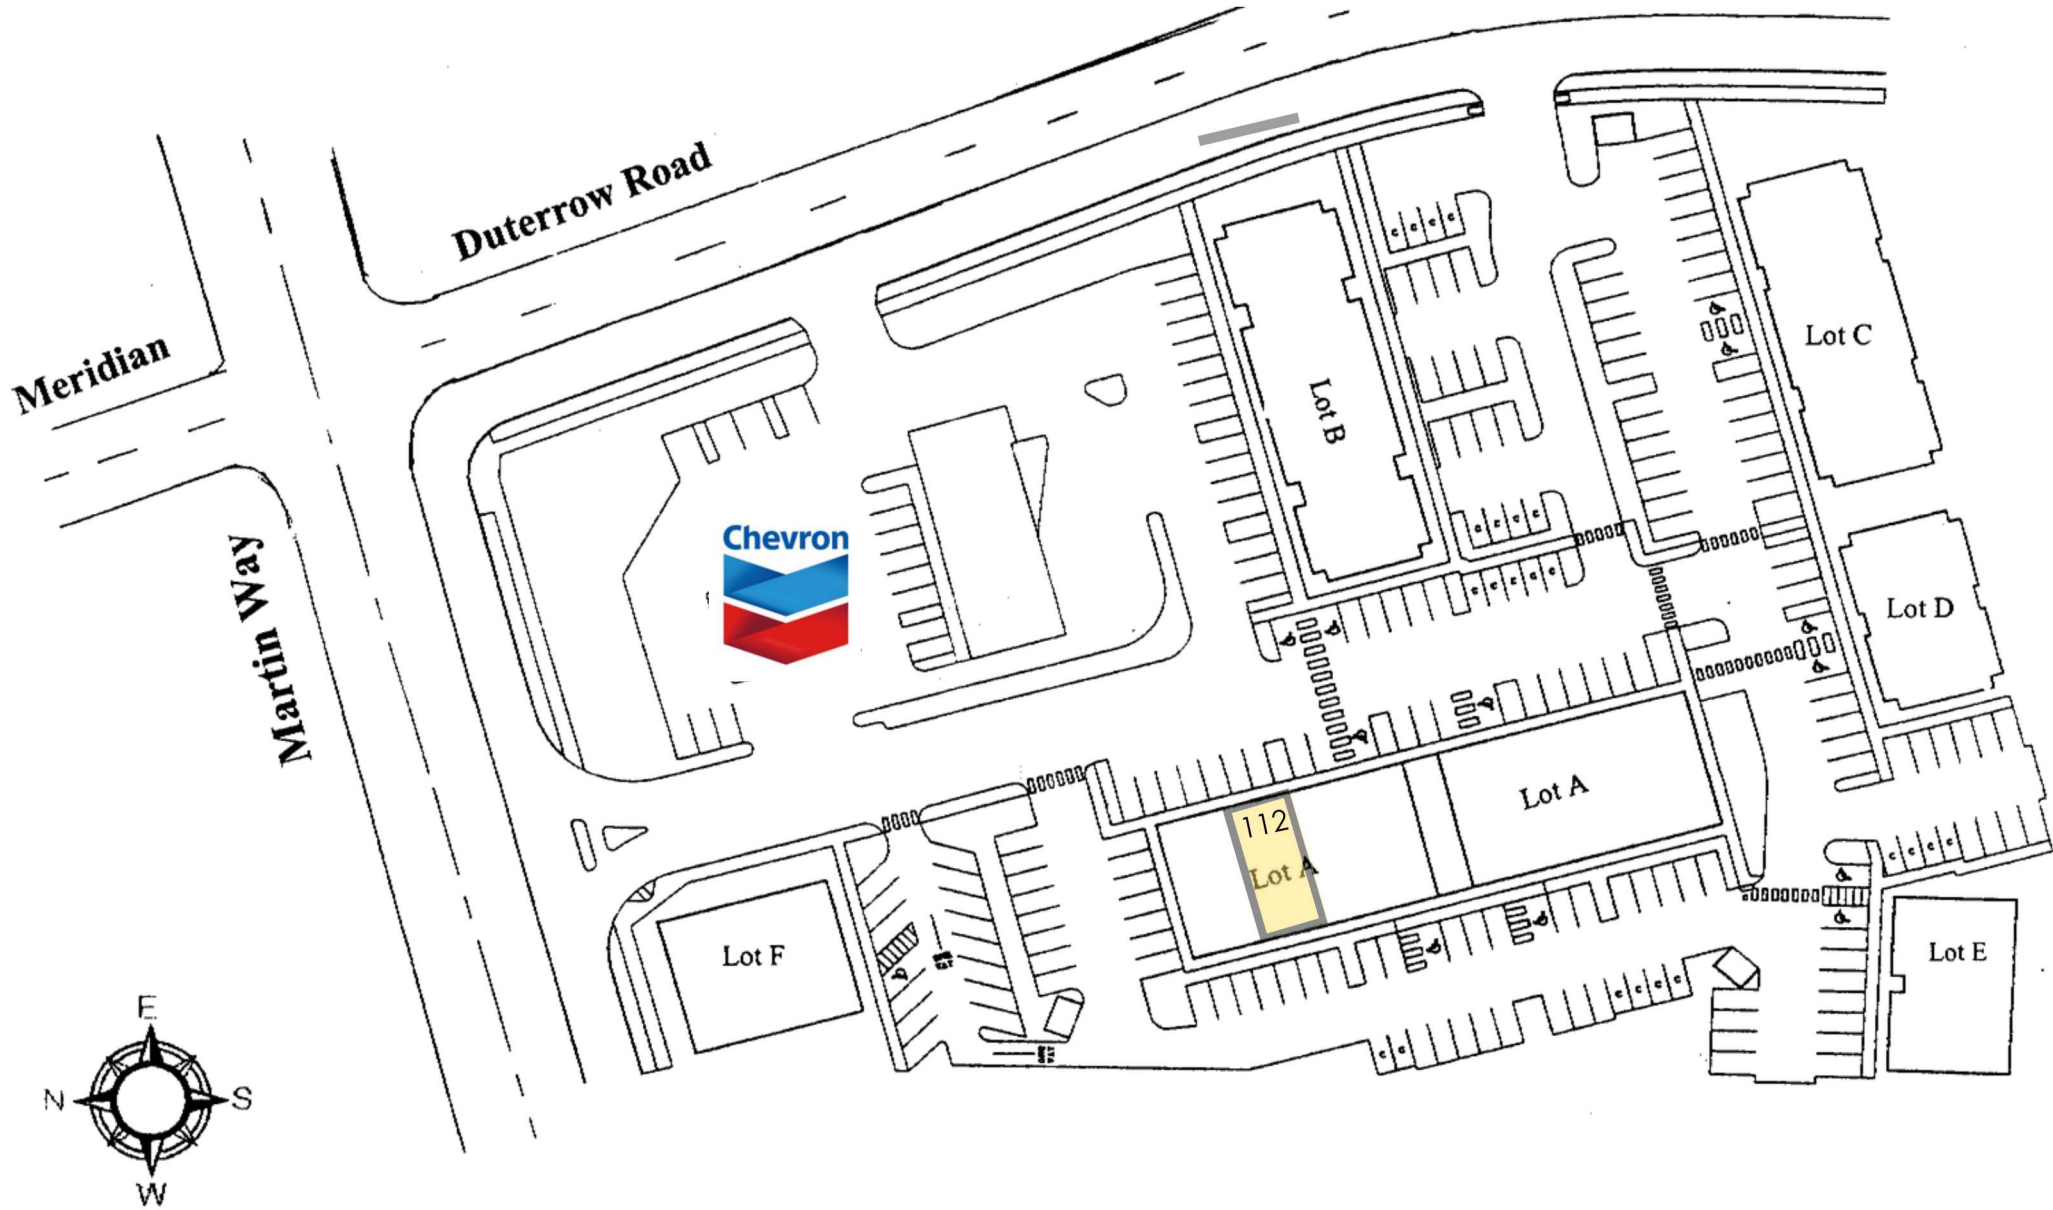 Duterrow Road
Meridian
Martin Way
Chevron
Lot B
Lot C
Lot D
Lot A
112
Lot A
Lot F
Lot E
E
N
S
W